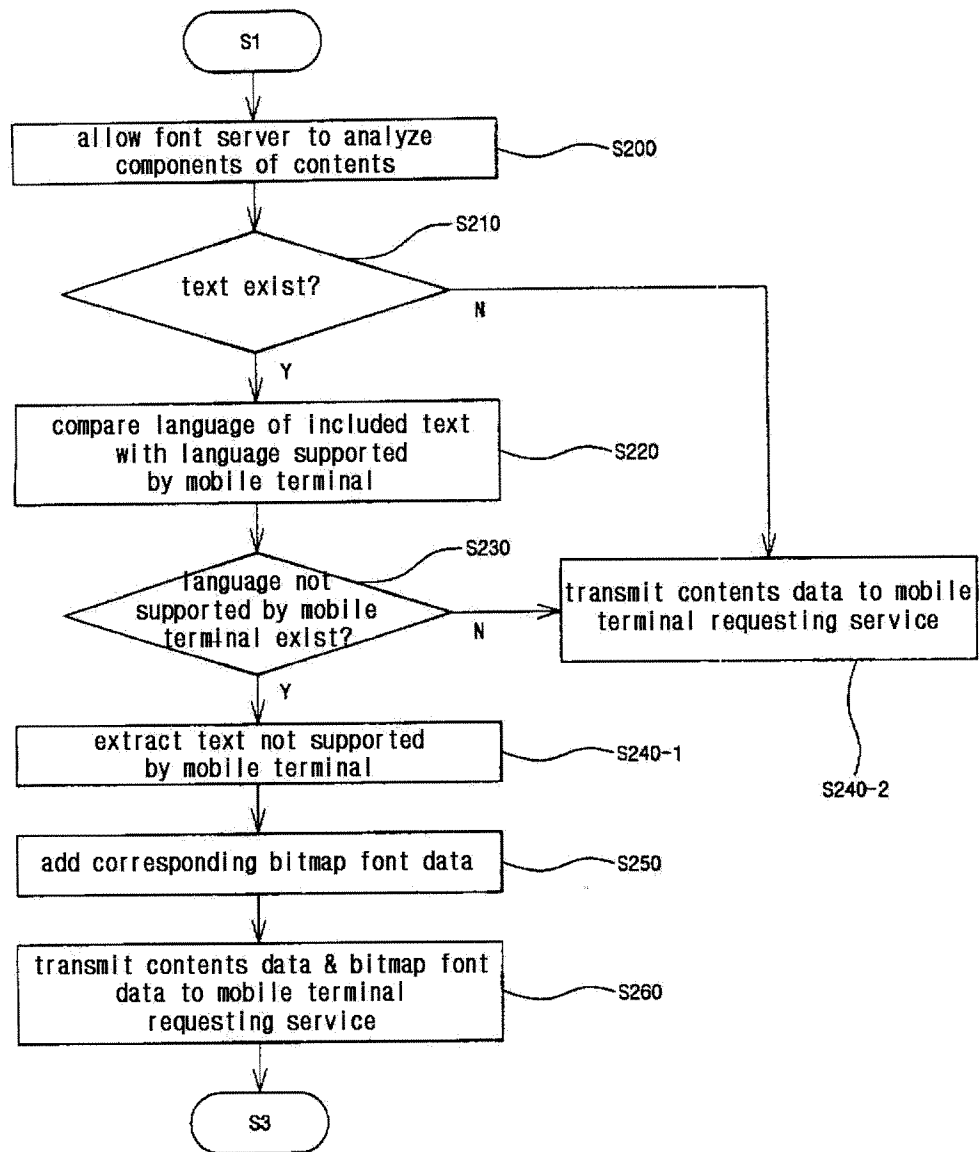 S1
allow font server to analyze
components of contents
S200
S210
text exist?
N
Y
compare language of included text
with language supported
by mobile terminal
S220
S230
language not
supported by mobile
terminal exist?
N
Y
transmit contents data to mobile
terminal requesting service
S240-2
extract text not supported
by mobile terminal
S240-1
add corresponding bitmap font data
S250
transmit contents data & bitmap font
data to mobile terminal
requesting service
S260
S3